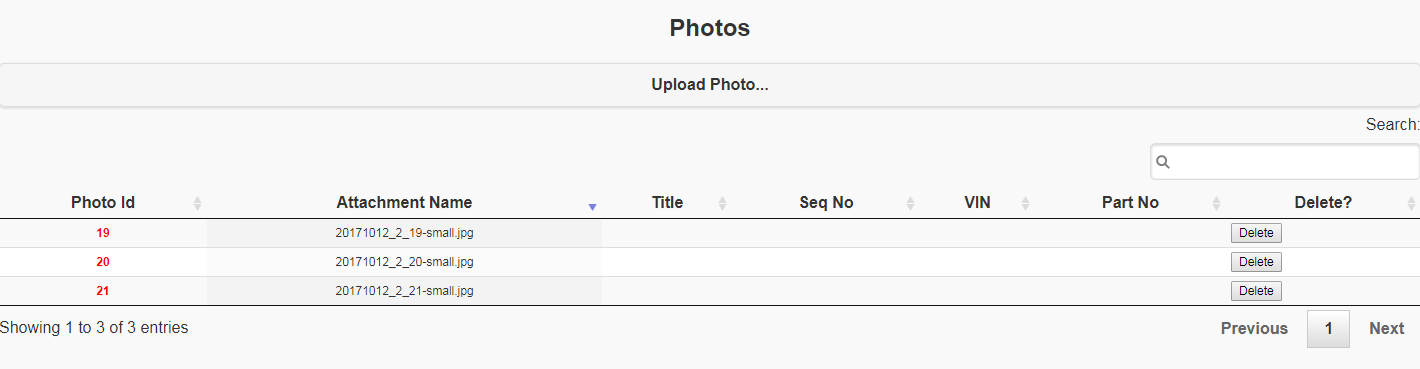 Photos
Upload Photo...
Search:
Photo Id Attachment Name Title Seq No VIN Part No Delete?
19 20171012_2_19-small.jpg Delete
20 20171012_2_20-small.jpg Delete
21 20171012_2_21-small.jpg Delete
Showing 1 to 3 of 3 entries Previous 1 Next